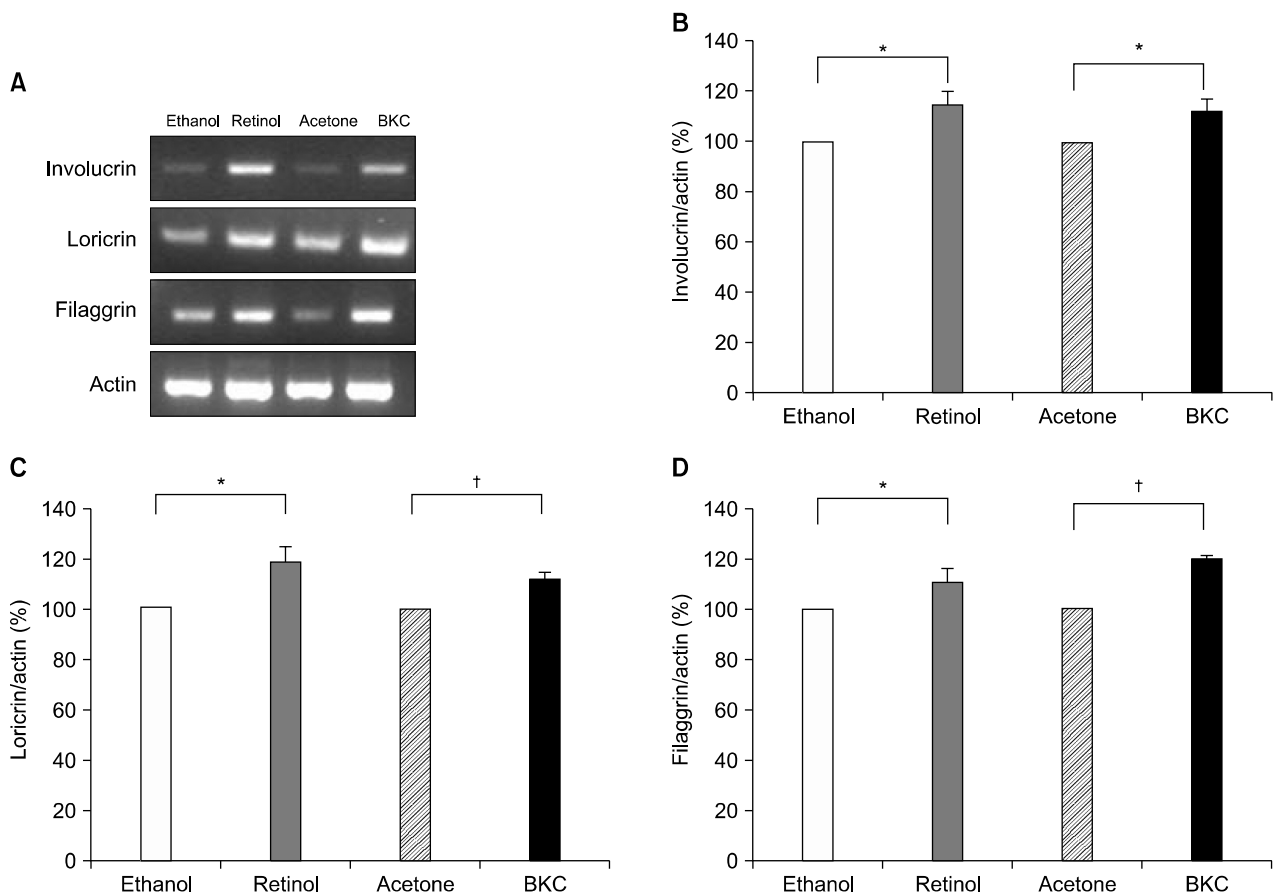 A
Ethanol Retinol Acetone BKC
Involucrin
Loricrin
Filaggrin
Actin
B
Involucrin/actin (%)
140
120
100
80
60
40
20
0
* *
Ethanol Retinol Acetone BKC
C
Loricrin/actin (%)
140
120
100
80
60
40
20
0
* †
Ethanol Retinol Acetone BKC
D
Filaggrin/actin (%)
140
120
100
80
60
40
20
0
* †
Ethanol Retinol Acetone BKC